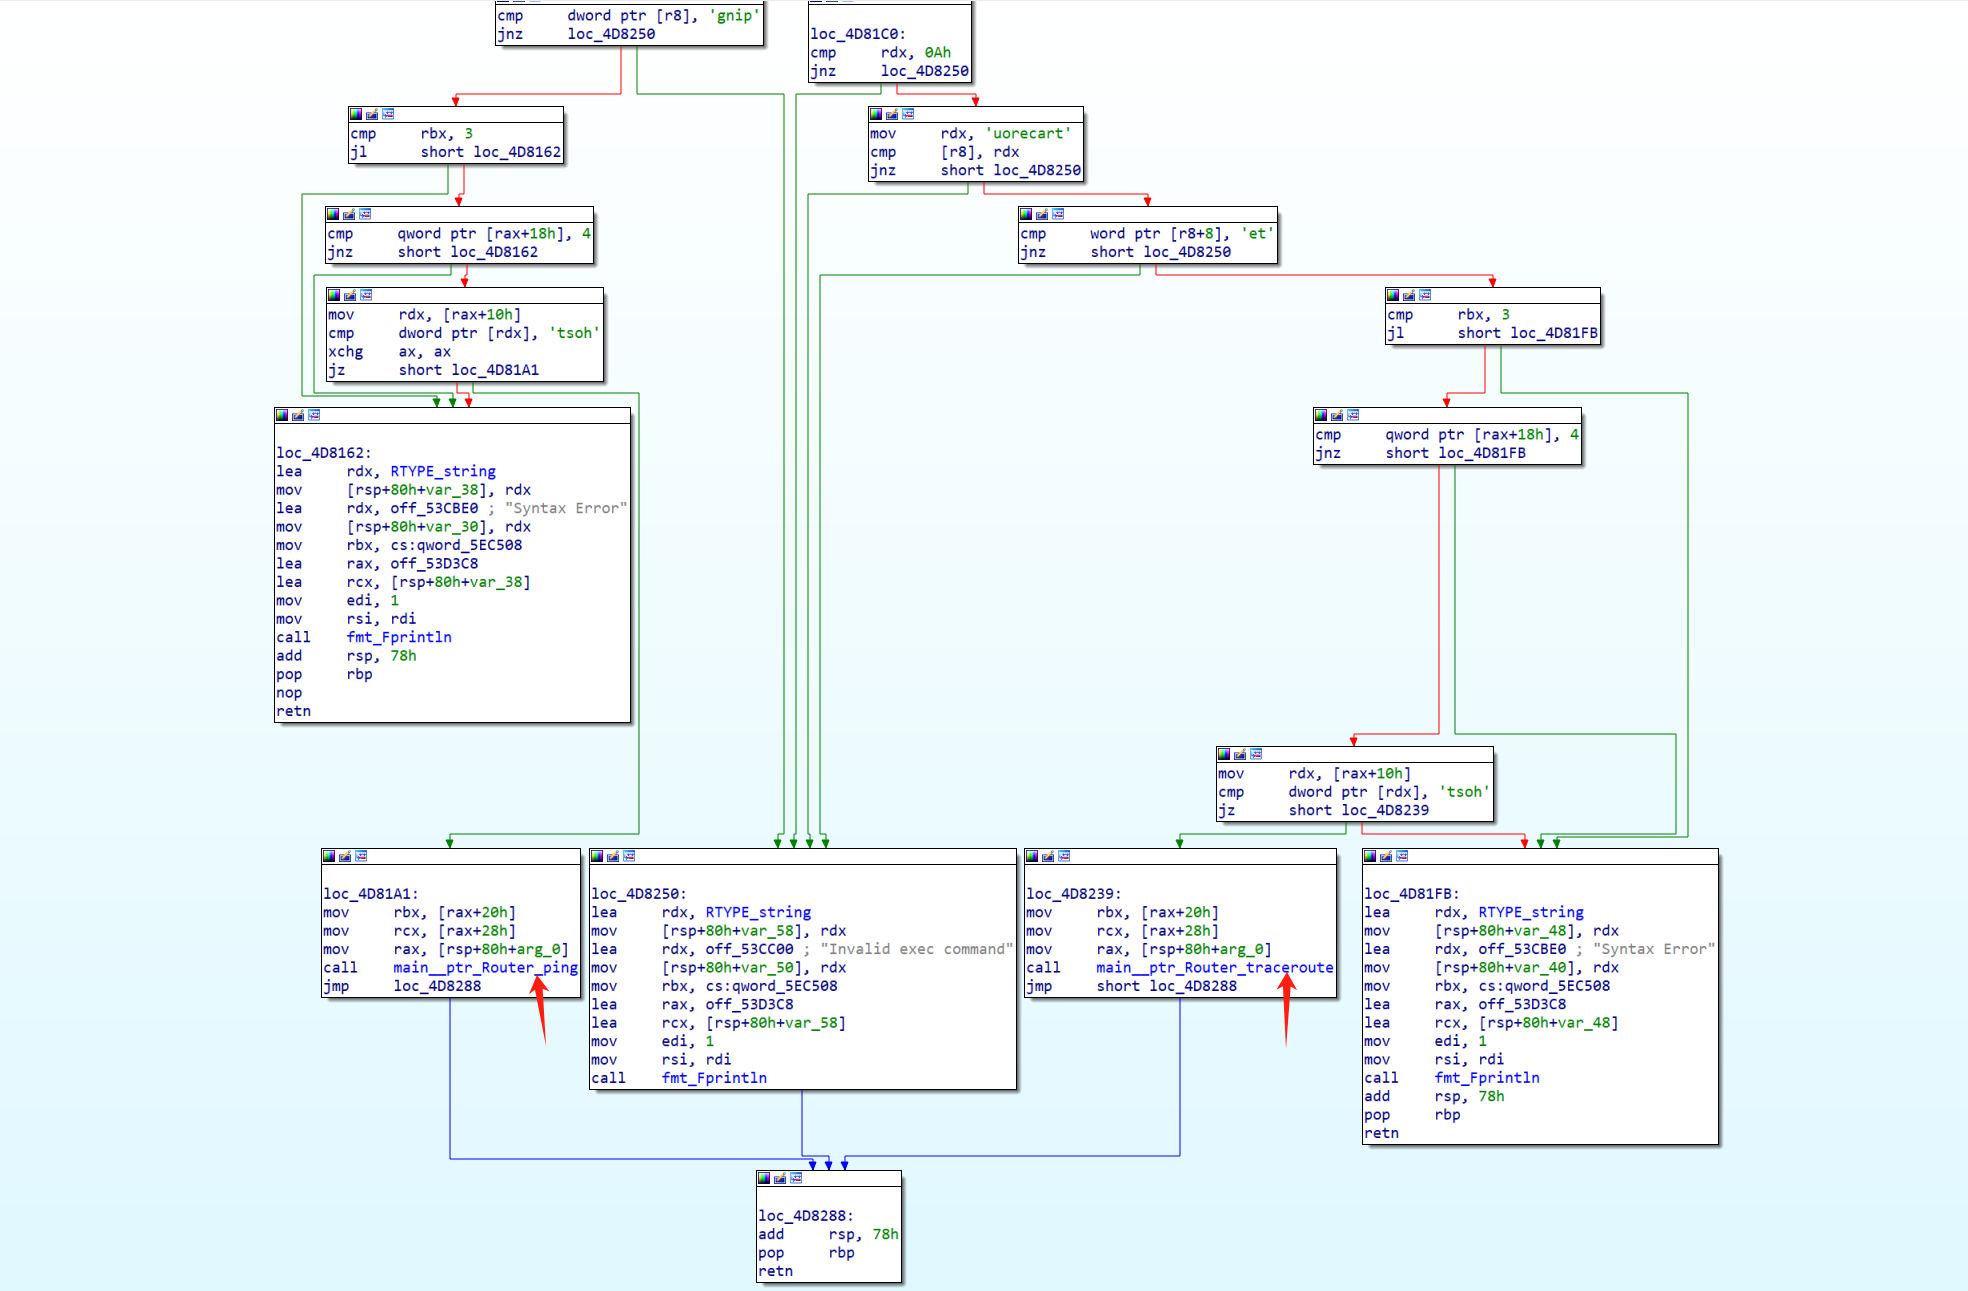 cmp dword ptr [r8], 'gnip'
jnz loc_4D8250
loc_4D81C0:
cmp rdx, 0Ah
jnz loc_4D8250
cmp rbx, 3
jl short loc_4D8162
mov rdx, 'uorecart'
cmp [r8], rdx
jnz short loc_4D8250
cmp qword ptr [rax+18h], 4
jnz short loc_4D8162
cmp word ptr [r8+8], 'et'
jnz short loc_4D8250
mov rdx, [rax+10h]
cmp dword ptr [rdx], 'tsoh'
xchg ax, ax
jz short loc_4D81A1
cmp rbx, 3
jl short loc_4D81FB
loc_4D8162:
lea rdx, RTYPE_string
mov [rsp+80h+var_38], rdx
lea rdx, off_53CBE0 ; "Syntax Error"
mov [rsp+80h+var_30], rdx
mov rbx, cs:qword_5EC508
lea rax, off_53D3C8
lea rcx, [rsp+80h+var_38]
mov edi, 1
mov rsi, rdi
call fmt_Fprintln
add rsp, 78h
pop rbp
nop
retn
cmp qword ptr [rax+18h], 4
jnz short loc_4D81FB
mov rdx, [rax+10h]
cmp dword ptr [rdx], 'tsoh'
jz short loc_4D8239
loc_4D81A1:
mov rbx, [rax+20h]
mov rcx, [rax+28h]
mov rax, [rsp+80h+arg_0]
call main__ptr_Router_ping
jmp loc_4D8288
loc_4D8250:
lea rdx, RTYPE_string
mov [rsp+80h+var_58], rdx
lea rdx, off_53CC00 ; "Invalid exec command"
mov [rsp+80h+var_50], rdx
mov rbx, cs:qword_5EC508
lea rax, off_53D3C8
lea rcx, [rsp+80h+var_58]
mov edi, 1
mov rsi, rdi
call fmt_Fprintln
loc_4D8239:
mov rbx, [rax+20h]
mov rcx, [rax+28h]
mov rax, [rsp+80h+arg_0]
call main__ptr_Router_traceroute
jmp short loc_4D8288
loc_4D81FB:
lea rdx, RTYPE_string
mov [rsp+80h+var_48], rdx
lea rdx, off_53CBE0 ; "Syntax Error"
mov [rsp+80h+var_40], rdx
mov rbx, cs:qword_5EC508
lea rax, off_53D3C8
lea rcx, [rsp+80h+var_48]
mov edi, 1
mov rsi, rdi
call fmt_Fprintln
add rsp, 78h
pop rbp
retn
loc_4D8288:
add rsp, 78h
pop rbp
retn